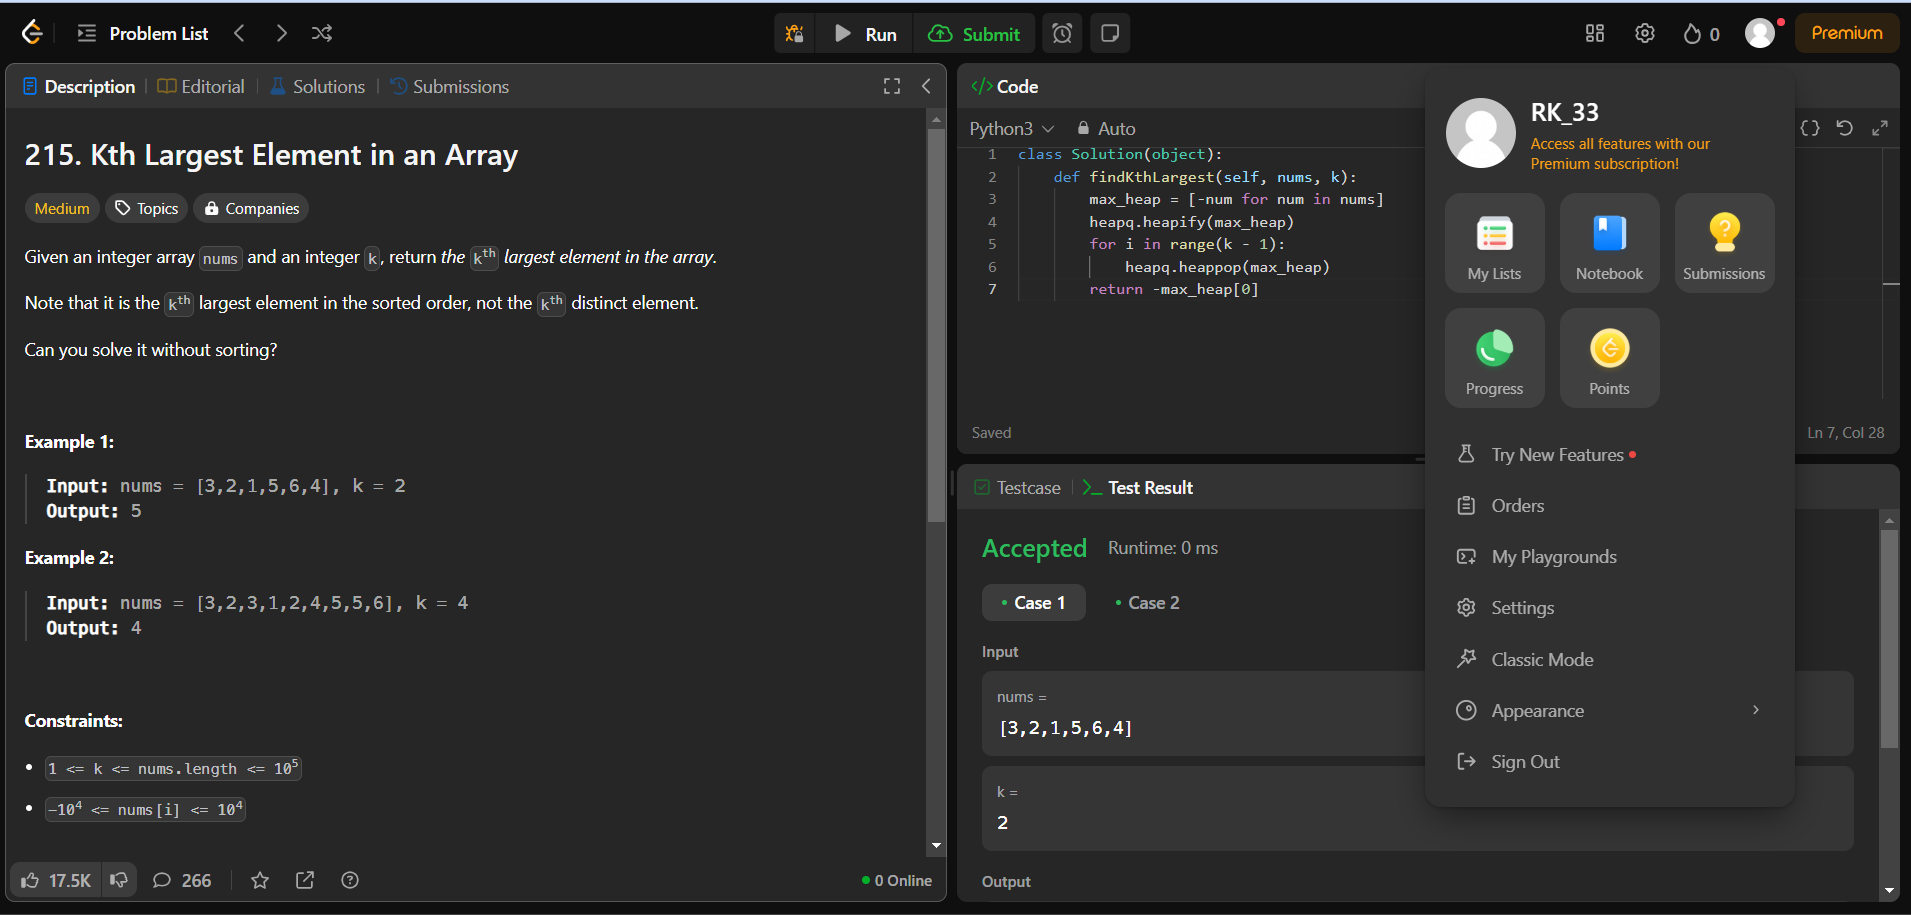 Problem List
Run
Submit
0
Premium
Description
Editorial
Solutions
Submissions
215. Kth Largest Element in an Array
Medium
Topics
Companies
Given an integer array nums and an integer k, return the kth largest element in the array.
Note that it is the kth largest element in the sorted order, not the kth distinct element.
Can you solve it without sorting?
Example 1:
Input: nums = [3,2,1,5,6,4], k = 2
Output: 5
Example 2:
Input: nums = [3,2,3,1,2,4,5,5,6], k = 4
Output: 4
Constraints:
• 1 <= k <= nums.length <= 10⁵
• -10⁴ <= nums[i] <= 10⁴
17.5K
266
0 Online
</> Code
Python3
Auto
1 class Solution(object):
2 def findKthLargest(self, nums, k):
3 max_heap = [-num for num in nums]
4 heapq.heapify(max_heap)
5 for i in range(k - 1):
6 heapq.heappop(max_heap)
7 return -max_heap[0]
Saved
Ln 7, Col 28
Testcase
Test Result
Accepted
Runtime: 0 ms
• Case 1
• Case 2
Input
nums =
[3,2,1,5,6,4]
k =
2
Output
RK_33
Access all features with our
Premium subscription!
My Lists
Notebook
Submissions
Progress
Points
Try New Features
Orders
My Playgrounds
Settings
Classic Mode
Appearance
Sign Out